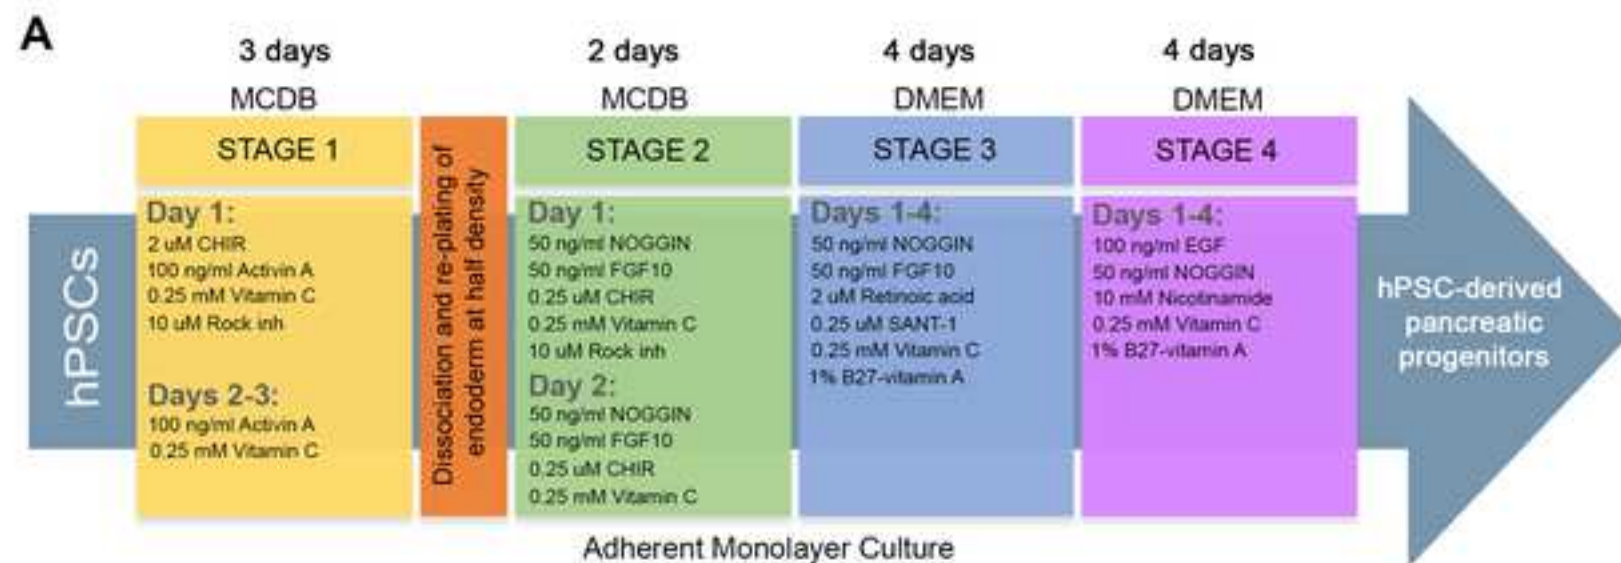 A
3 days
2 days
4 days
4 days
MCDB
MCDB
DMEM
DMEM
hPSCs
STAGE 1
Day 1:
2 uM CHIR
100 ng/ml Activin A
0.25 mM Vitamin C
10 uM Rock inh
Days 2-3:
100 ng/ml Activin A
0.25 mM Vitamin C
Dissociation and re-plating of
endoderm at half density
STAGE 2
Day 1:
50 ng/ml NOGGIN
50 ng/ml FGF10
0.25 uM CHIR
0.25 mM Vitamin C
10 uM Rock inh
Day 2:
50 ng/ml NOGGIN
50 ng/ml FGF10
0.25 uM CHIR
0.25 mM Vitamin C
STAGE 3
Days 1-4:
50 ng/ml NOGGIN
50 ng/ml FGF10
2 uM Retinoic acid
0.25 uM SANT-1
0.25 mM Vitamin C
1% B27-vitamin A
STAGE 4
Days 1-4:
100 ng/ml EGF
50 ng/ml NOGGIN
10 mM Nicotinamide
0.25 mM Vitamin C
1% B27-vitamin A
hPSC-derived
pancreatic
progenitors
Adherent Monolayer Culture